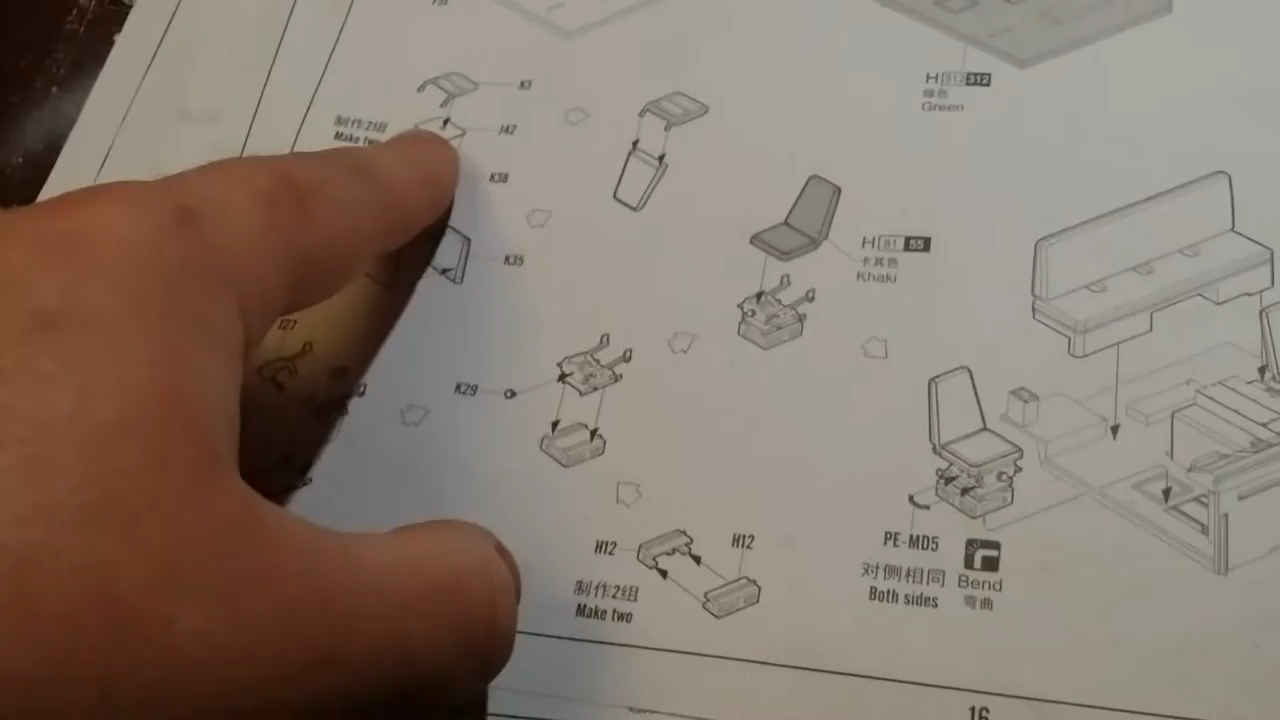 K3
制作2组
J42
K38
K35
H 312 312
绿色
Green
H 81 55
卡其色
Khaki
K29
H12
H12
制作2组
Make two
PE-MD5
对侧相同
Both sides
Bend
弯曲
16